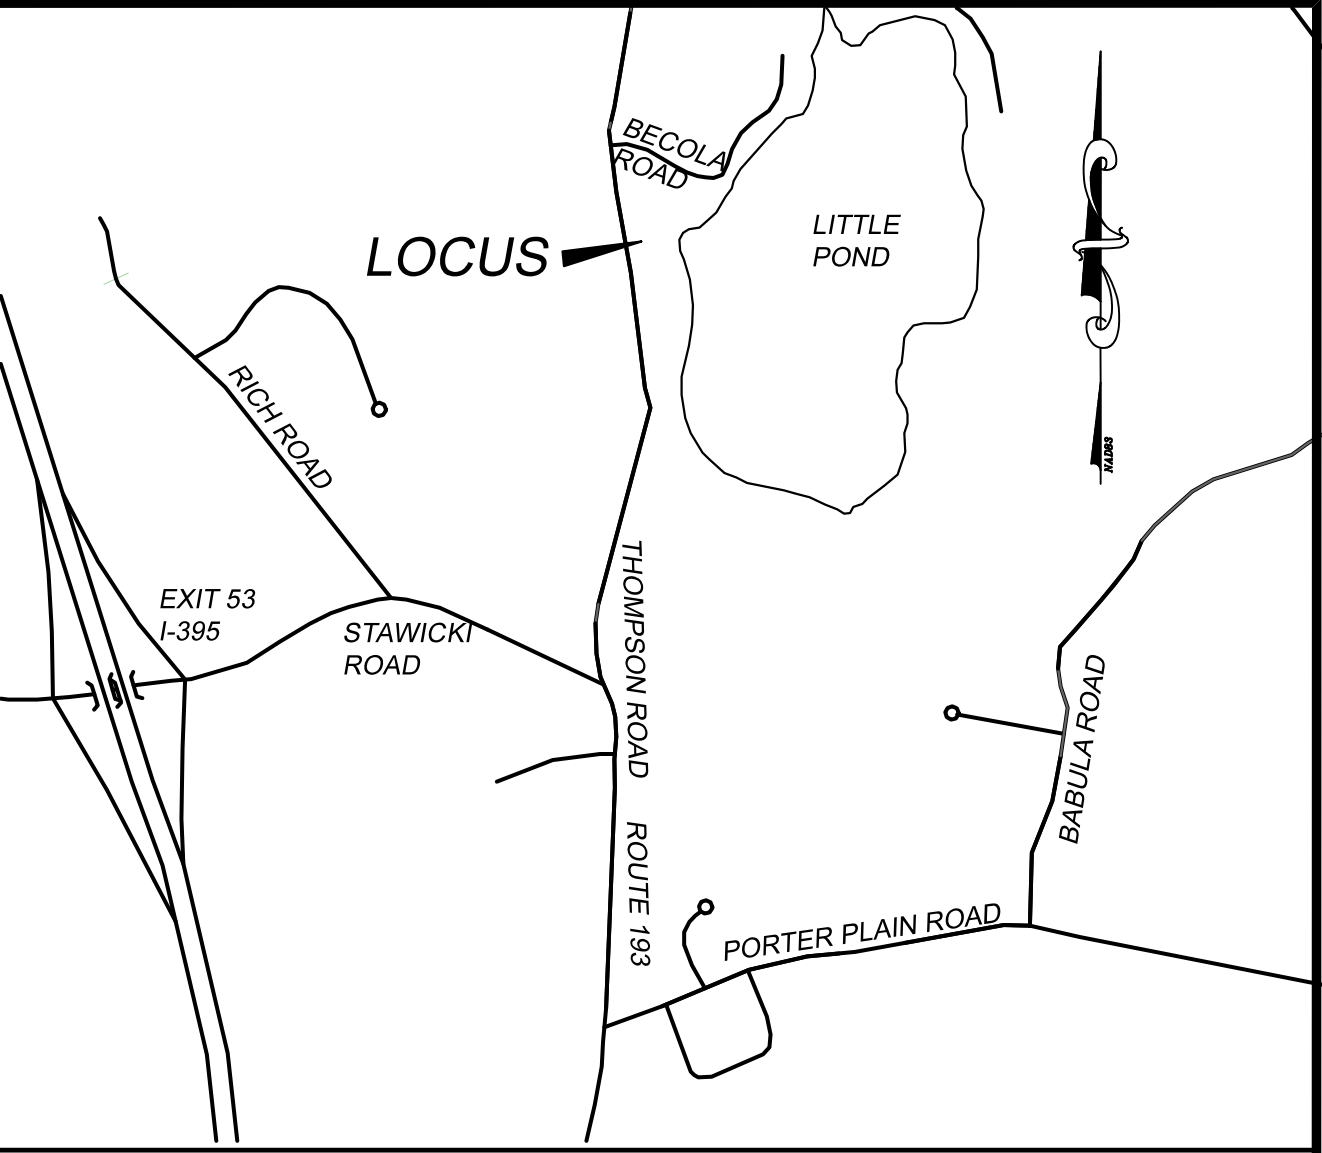 BECOLA
ROAD
LITTLE
POND
LOCUS
RICH ROAD
NAD83
EXIT 53
I-395
STAWICKI
ROAD
THOMPSON ROAD
ROUTE 193
BABULA ROAD
PORTER PLAIN ROAD